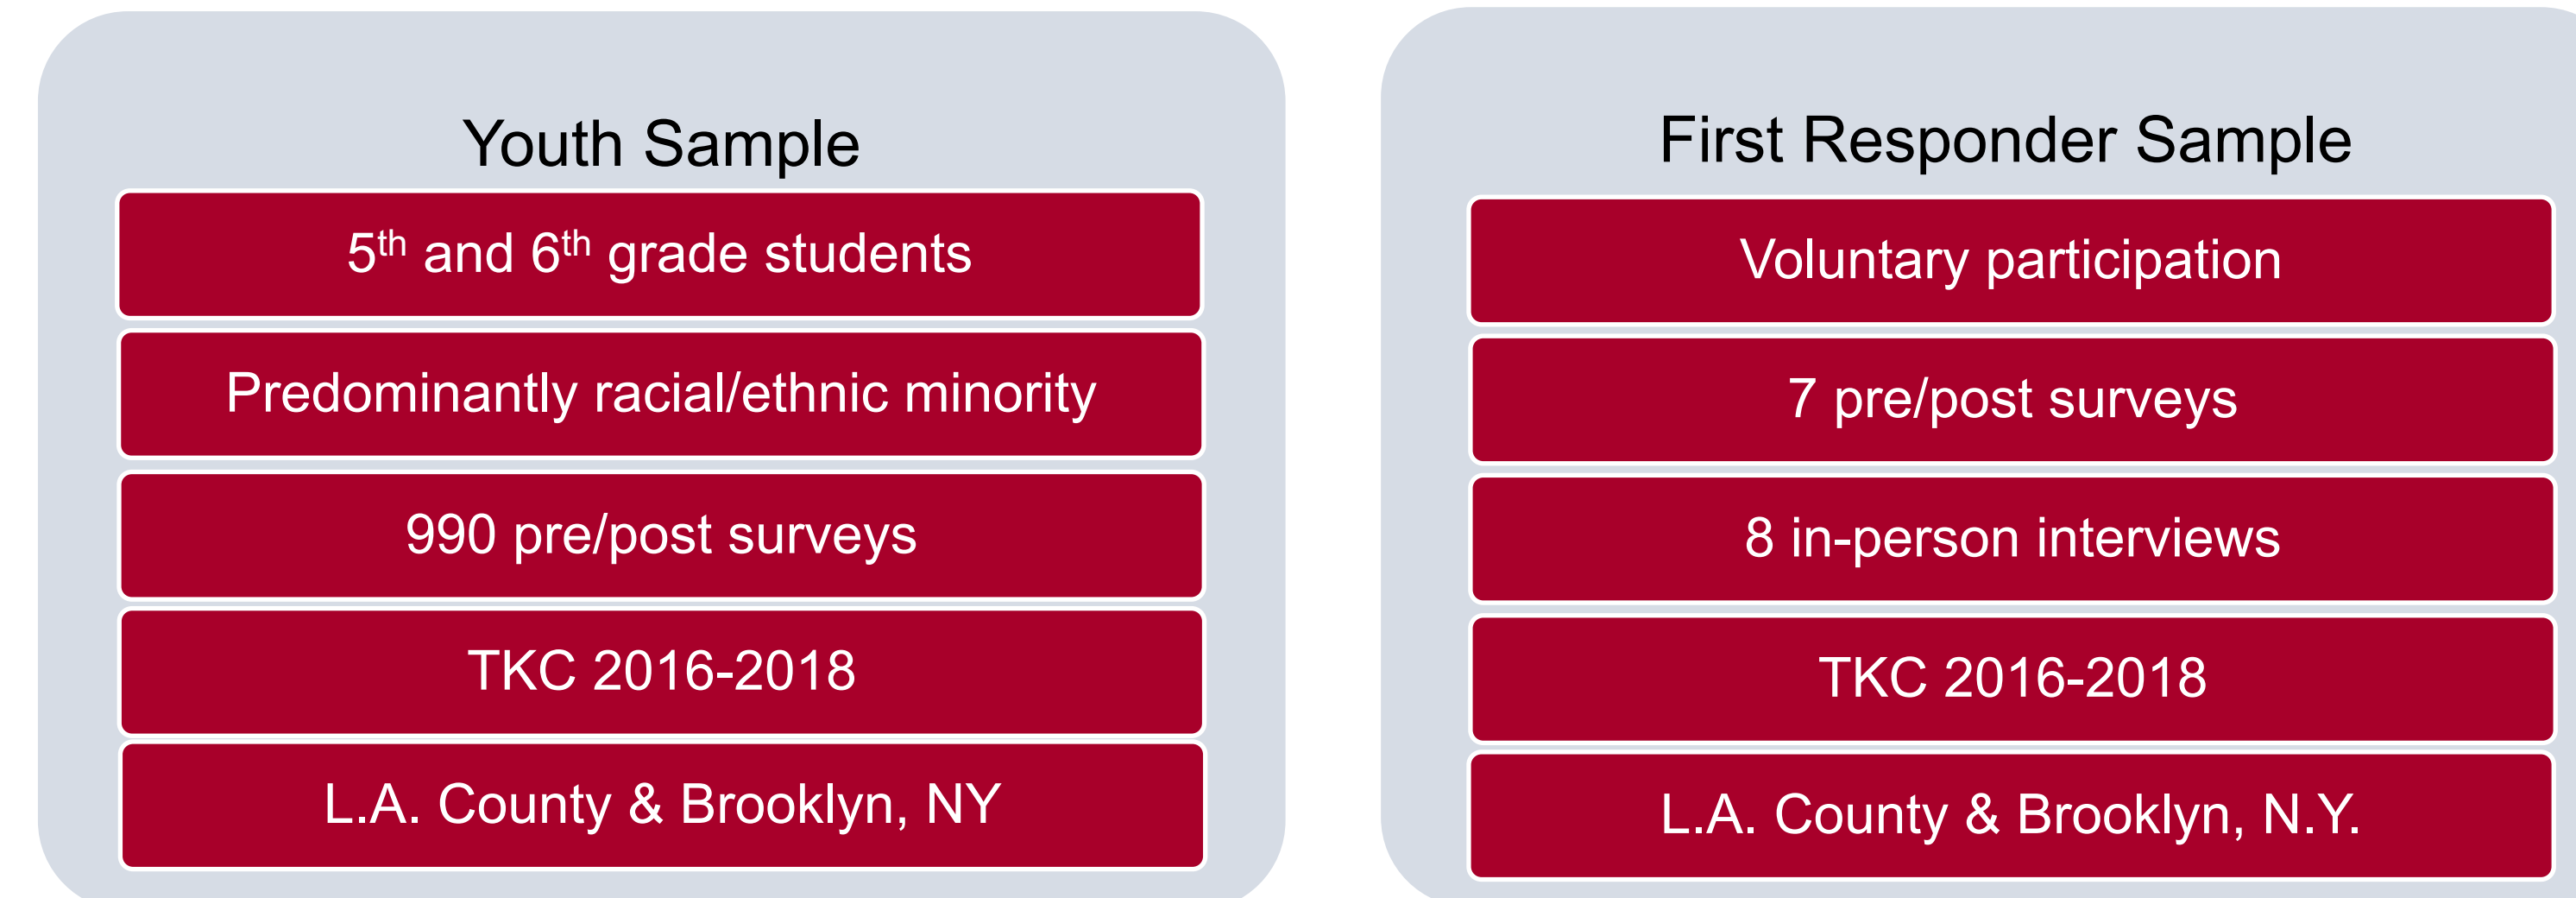 Youth Sample
5th and 6th grade students
Predominantly racial/ethnic minority
990 pre/post surveys
TKC 2016-2018
L.A. County & Brooklyn, NY
First Responder Sample
Voluntary participation
7 pre/post surveys
8 in-person interviews
TKC 2016-2018
L.A. County & Brooklyn, N.Y.